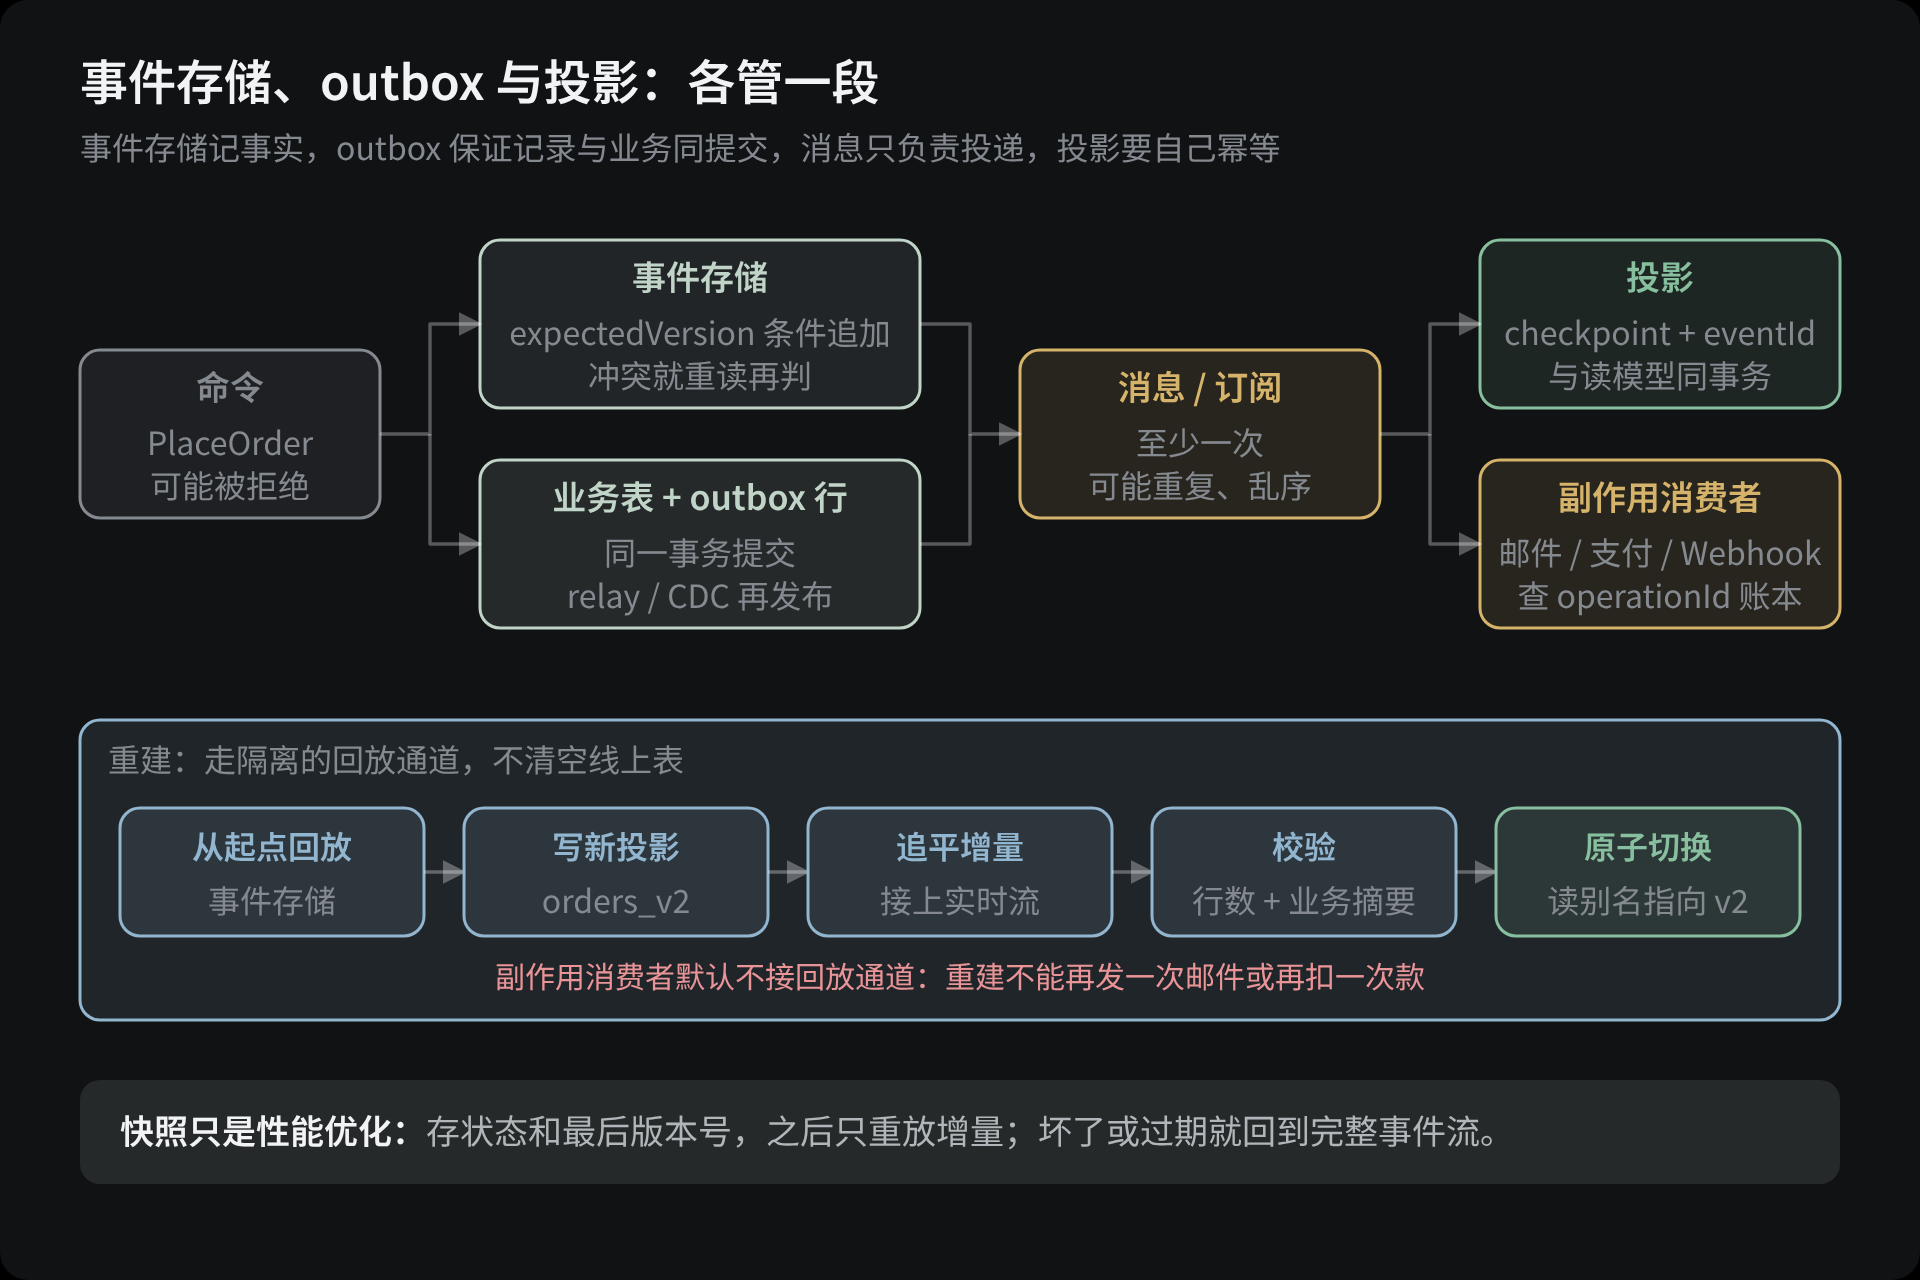 事件存储、outbox 与投影：各管一段
事件存储记事实，outbox 保证记录与业务同提交，消息只负责投递，投影要自己幂等
命令
PlaceOrder
可能被拒绝
事件存储
expectedVersion 条件追加
冲突就重读再判
业务表 + outbox 行
同一事务提交
relay / CDC 再发布
消息 / 订阅
至少一次
可能重复、乱序
投影
checkpoint + eventId
与读模型同事务
副作用消费者
邮件 / 支付 / Webhook
查 operationId 账本
重建：走隔离的回放通道，不清空线上表
从起点回放
事件存储
写新投影
orders_v2
追平增量
接上实时流
校验
行数 + 业务摘要
原子切换
读别名指向 v2
副作用消费者默认不接回放通道：重建不能再发一次邮件或再扣一次款
快照只是性能优化：存状态和最后版本号，之后只重放增量；坏了或过期就回到完整事件流。